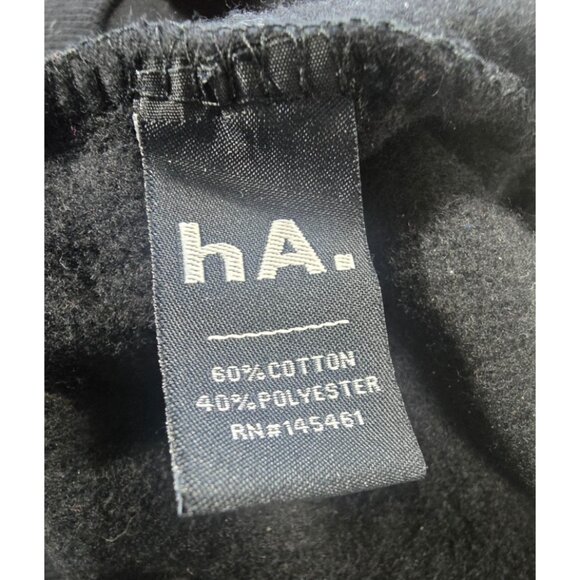 hA.
60% COTTON
40% POLYESTER
RN#145461